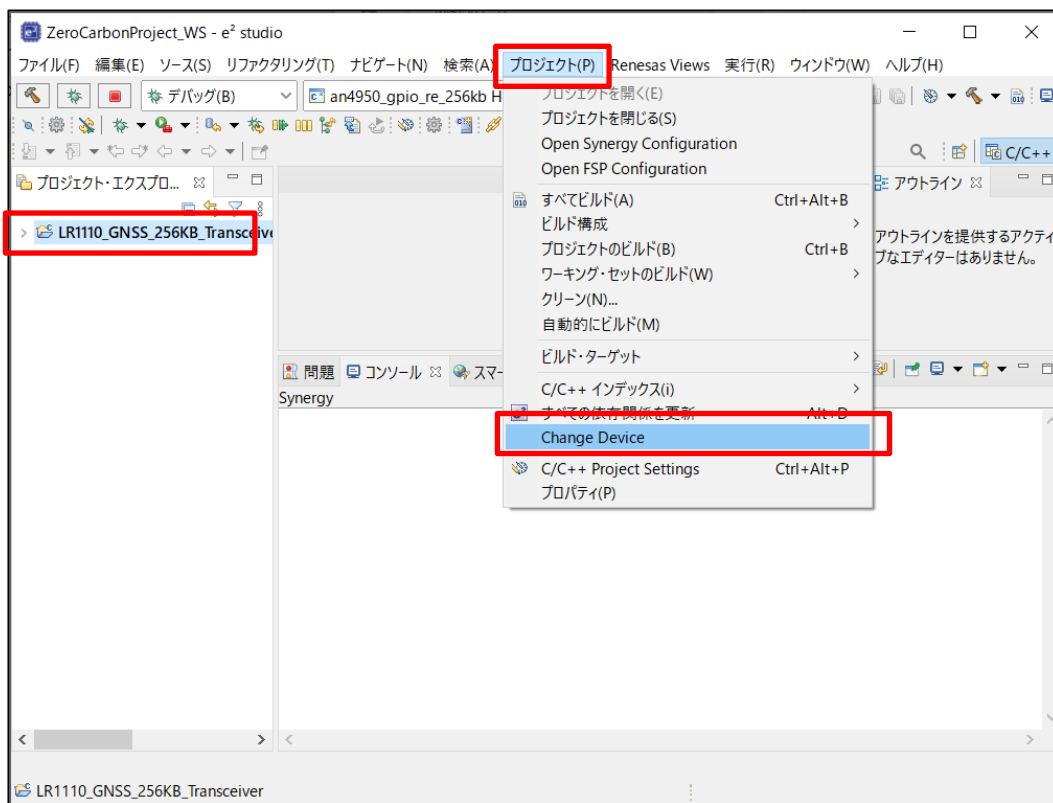 ZeroCarbonProject_WS - e² studio
ファイル(F) 編集(E) ソース(S) リファクタリング(T) ナビゲート(N) 検索(A) プロジェクト(P) Renesas Views 実行(R) ウィンドウ(W) ヘルプ(H)
デバッグ(B) an4950_gpio_re_256kb H
C/C++
プロジェクト・エクスプロ...
LR1110_GNSS_256KB_Transceive
プロジェクトを開く(E)
プロジェクトを閉じる(S)
Open Synergy Configuration
Open FSP Configuration
すべてビルド(A) Ctrl+Alt+B
ビルド構成
プロジェクトのビルド(B) Ctrl+B
ワーキング・セットのビルド(W)
クリーン(N)...
自動的にビルド(M)
ビルド・ターゲット
C/C++ インデックス(i)
すべての依存関係を更新 Alt+D
Change Device
C/C++ Project Settings Ctrl+Alt+P
プロパティ(P)
アウトライン
アウトラインを提供するアクティ
ブなエディターはありません。
問題 コンソール スマー
Synergy
LR1110_GNSS_256KB_Transceiver